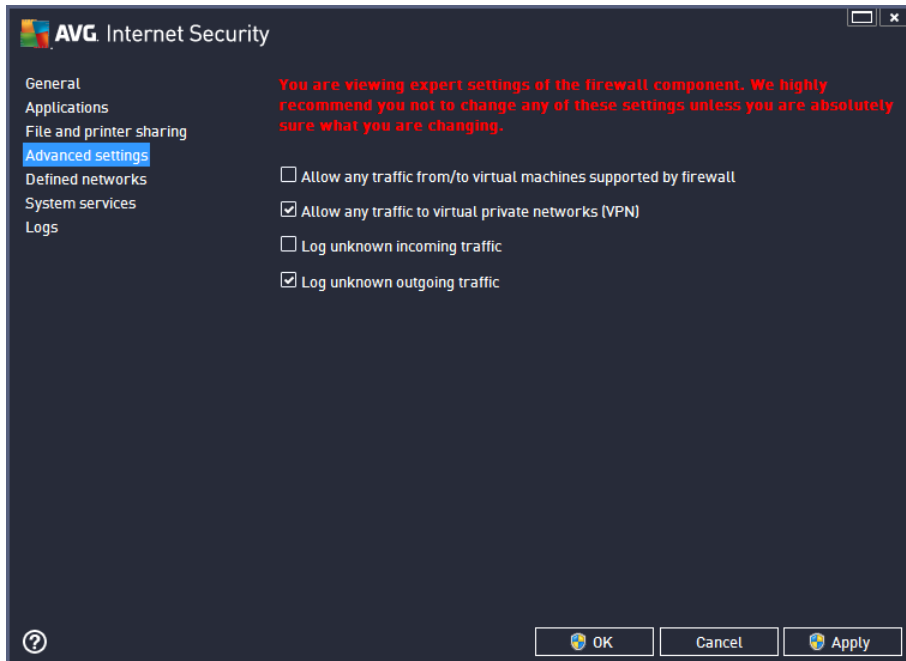 AVG. Internet Security
General
Applications
File and printer sharing
Advanced settings
Defined networks
System services
Logs
You are viewing expert settings of the firewall component. We highly
recommend you not to change any of these settings unless you are absolutely
sure what you are changing.
Allow any traffic from/to virtual machines supported by firewall
Allow any traffic to virtual private networks (VPN)
Log unknown incoming traffic
Log unknown outgoing traffic
OK
Cancel
Apply